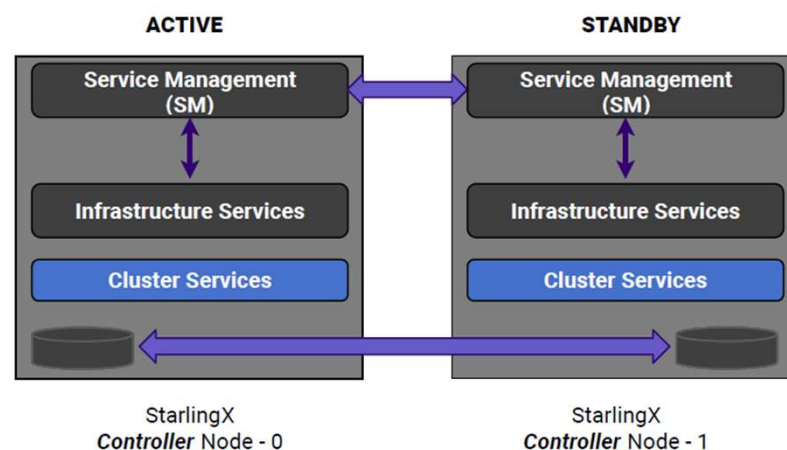 ACTIVE
STANDBY
Service Management
(SM)
Service Management
(SM)
Infrastructure Services
Infrastructure Services
Cluster Services
Cluster Services
StarlingX
Controller Node - 0
StarlingX
Controller Node - 1